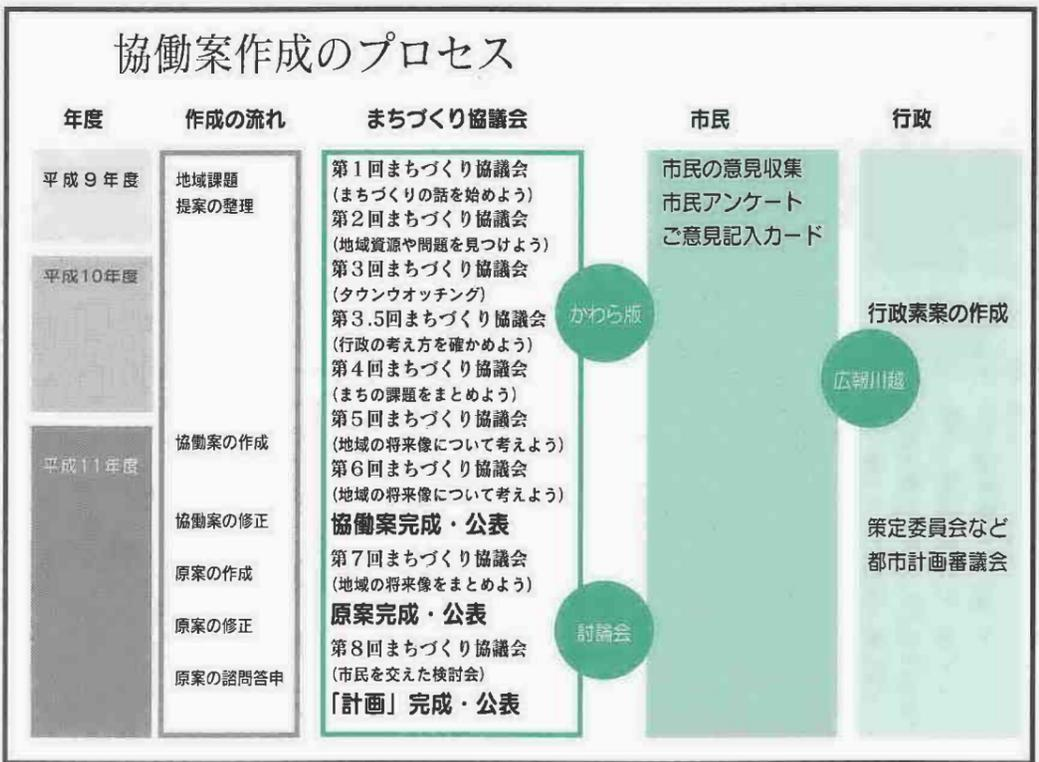 協働案作成のプロセス
年度
作成の流れ
まちづくり協議会
市民
行政
平成9年度
平成10年度
平成11年度
地域課題
提案の整理
協働案の作成
協働案の修正
原案の作成
原案の修正
原案の諮問答申
第1回まちづくり協議会
(まちづくりの話を始めよう)
第2回まちづくり協議会
(地域資源や問題を見つけよう)
第3回まちづくり協議会
(タウンウオッチング)
第3.5回まちづくり協議会
(行政の考え方を確かめよう)
第4回まちづくり協議会
(まちの課題をまとめよう)
第5回まちづくり協議会
(地域の将来像について考えよう)
第6回まちづくり協議会
(地域の将来像について考えよう)
協働案完成・公表
第7回まちづくり協議会
(地域の将来像をまとめよう)
原案完成・公表
第8回まちづくり協議会
(市民を交えた検討会)
「計画」完成・公表
かわら版
討論会
市民の意見収集
市民アンケート
ご意見記入カード
広報川越
行政素案の作成
策定委員会など
都市計画審議会